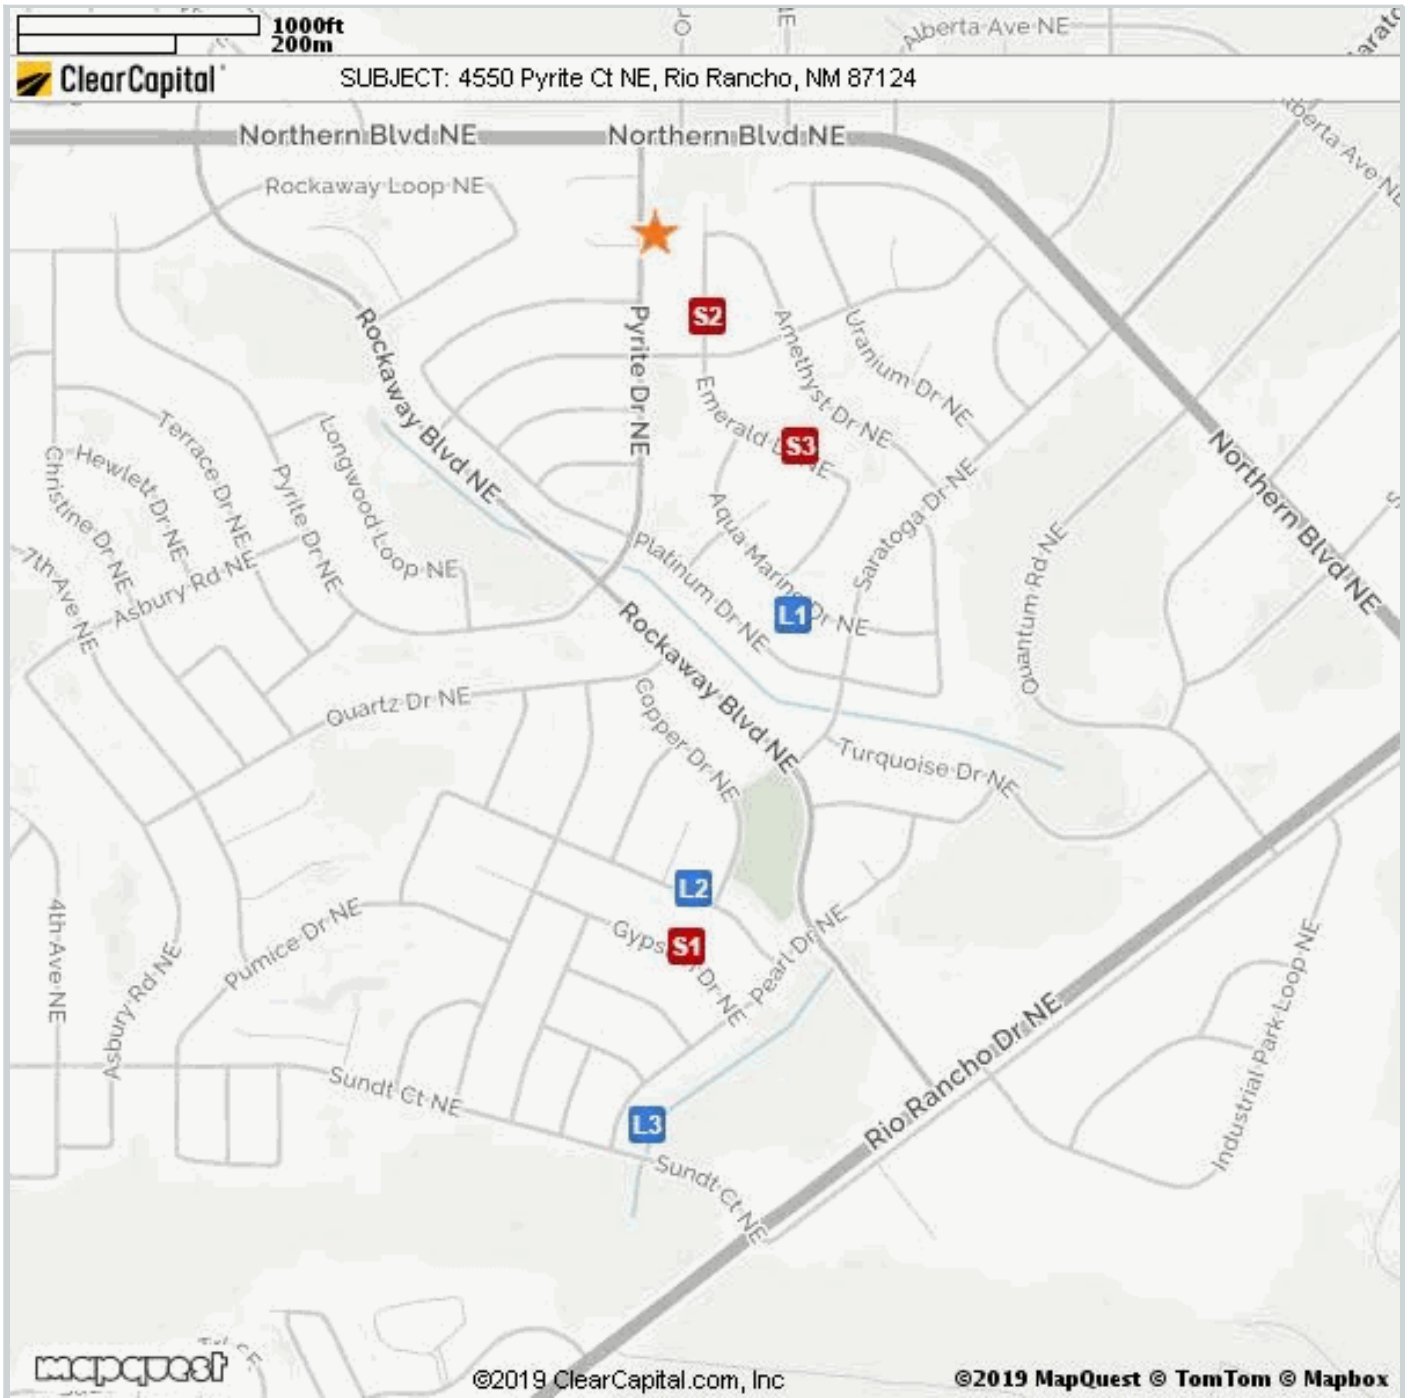 1000ft
200m
Alberta Ave NE
ClearCapital
SUBJECT: 4550 Pyrite Ct NE, Rio Rancho, NM 87124
Northern Blvd NE
Northern Blvd NE
Rockaway Loop NE
S2
Pyrite Dr NE
Amethyst Dr NE
Uranium Dr NE
Rockaway Blvd NE
Emerald
NE
S3
Terrace Dr NE
Longwood Loop NE
Christine Dr NE
Hewlett Dr NE
Pyrite Dr NE
Northern Blvd NE
Saratoga Dr NE
Aqua Marine Dr NE
Quantum Rd NE
7th Ave NE
Asbury Rd NE
Platinum Dr NE
L1
Rockaway Blvd NE
Quartz Dr NE
Copper Dr NE
Turquoise Dr NE
L2
4th Ave NE
Pumice Dr NE
S1
Dr NE
Pearl Dr NE
Asbury Rd NE
Industrial Park Loop NE
Rio Rancho Dr NE
Sundt Ct NE
L3
Sundt Ct NE
mapquest
©2019 ClearCapital.com, Inc
©2019 MapQuest © TomTom © Mapbox